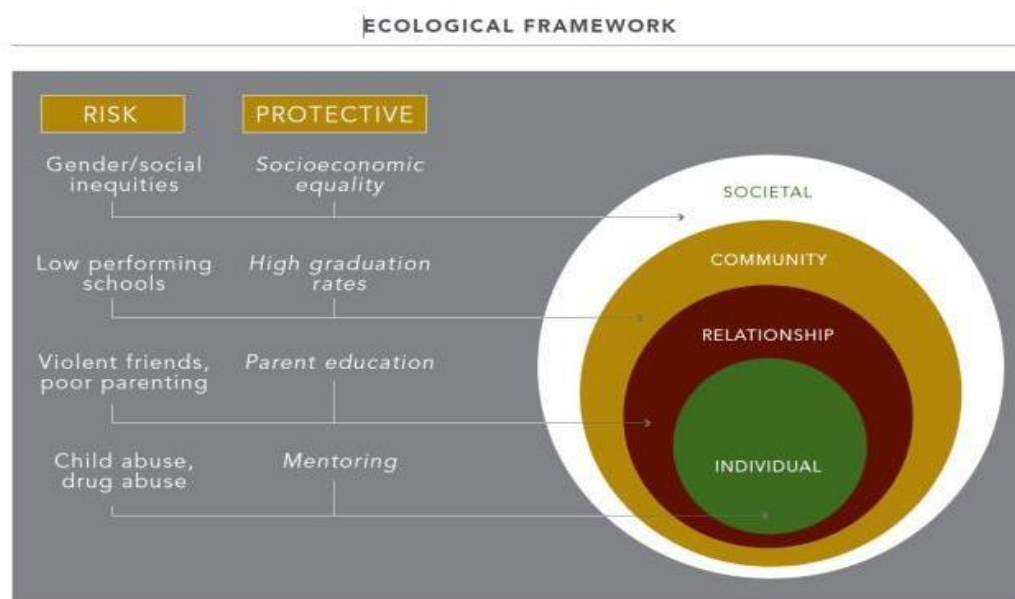 ECOLOGICAL FRAMEWORK
RISK
PROTECTIVE
Gender/social
inequities
Socioeconomic
equality
SOCIETAL
Low performing
schools
High graduation
rates
COMMUNITY
Violent friends,
poor parenting
Parent education
RELATIONSHIP
Child abuse,
drug abuse
Mentoring
INDIVIDUAL